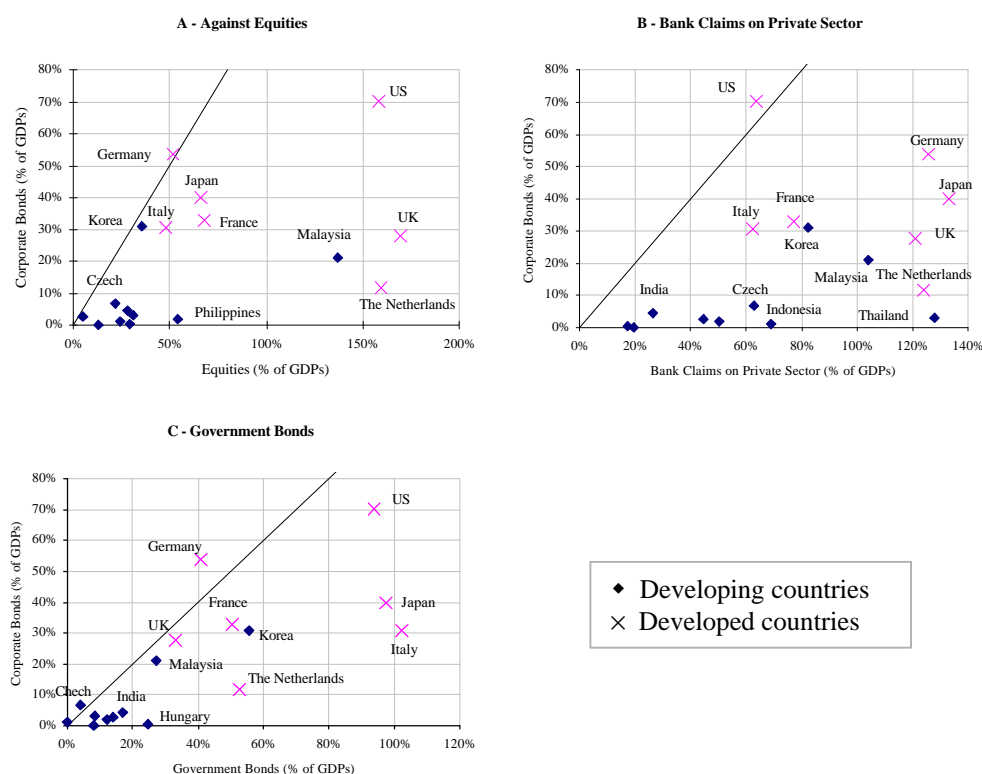 A - Against Equities
80%
70%
60%
50%
40%
30%
20%
10%
0%
0%
50%
100%
150%
200%
Corporate Bonds (% of GDPs)
Equities (% of GDPs)
US
Germany
Japan
Korea
Italy
France
UK
Malaysia
Czech
Philippines
The Netherlands
B - Bank Claims on Private Sector
80%
70%
60%
50%
40%
30%
20%
10%
0%
0%
20%
40%
60%
80%
100%
120%
140%
Corporate Bonds (% of GDPs)
Bank Claims on Private Sector (% of GDPs)
US
Germany
Japan
France
Italy
Korea
UK
Malaysia
The Netherlands
India
Czech
Indonesia
Thailand
C - Government Bonds
80%
70%
60%
50%
40%
30%
20%
10%
0%
0%
20%
40%
60%
80%
100%
120%
Corporate Bonds (% of GDPs)
Government Bonds (% of GDPs)
US
Germany
France
Japan
UK
Korea
Italy
Malaysia
The Netherlands
Chech
India
Hungary
Developing countries
Developed countries